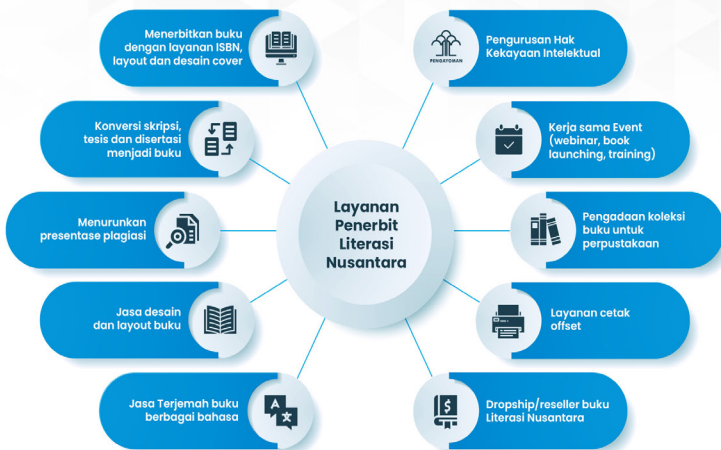 Menerbitkan buku
dengan layanan ISBN,
layout dan desain cover
Konversi skripsi,
tesis dan disertasi
menjadi buku
Menurunkan
presentase plagiasi
Jasa desain
dan layout buku
Jasa Terjemah buku
berbagai bahasa
A
文
Layanan
Penerbit
Literasi
Nusantara
PENGAYOMAN
Pengurusan Hak
Kekayaan Intelektual
Kerja sama Event
(webinar, book
launching, training)
Pengadaan koleksi
buku untuk
perpustakaan
Layanan cetak
offset
$
Dropship/reseller buku
Literasi Nusantara